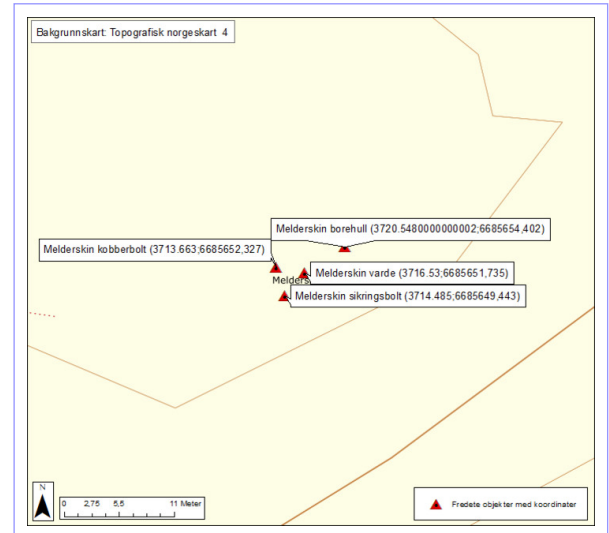 Bakgrunnskart: Topografisk norgeskart 4
Melderskin borehull (3720.5480000000002;6685654,402)
Melderskin kobberbolt (3713.663;6685652,327)
Melderskin varde (3716.53;6685651,735)
Melders
Melderskin sikringsbolt (3714.485;6685649,443)
N
0 2,75 5,5 11 Meter
Fredete objekter med koordinater